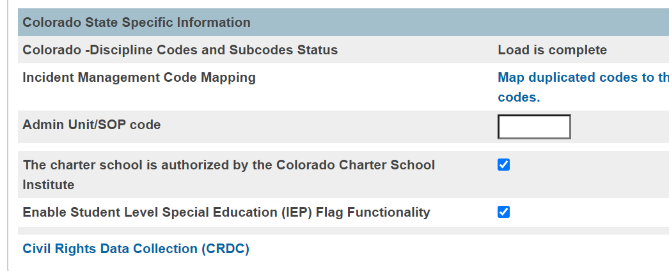 Colorado State Specific Information
Colorado -Discipline Codes and Subcodes Status Load is complete
Incident Management Code Mapping Map duplicated codes to
codes.
Admin Unit/SOP code
The charter school is authorized by the Colorado Charter School
Institute
Enable Student Level Special Education (IEP) Flag Functionality
Civil Rights Data Collection (CRDC)